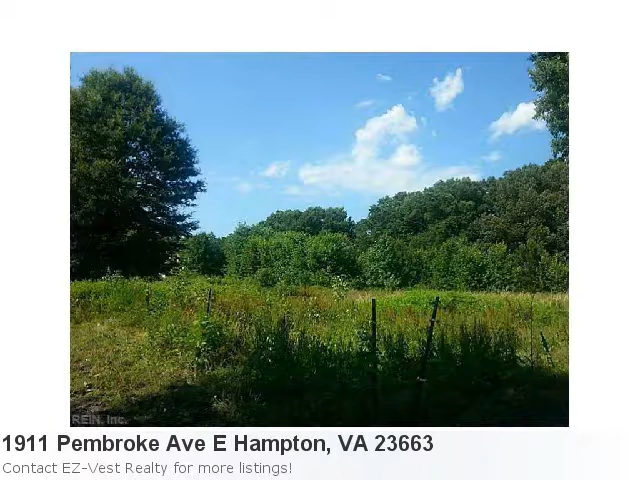 REIN, Inc.
1911 Pembroke Ave E Hampton, VA 23663
Contact EZ-Vest Realty for more listings!